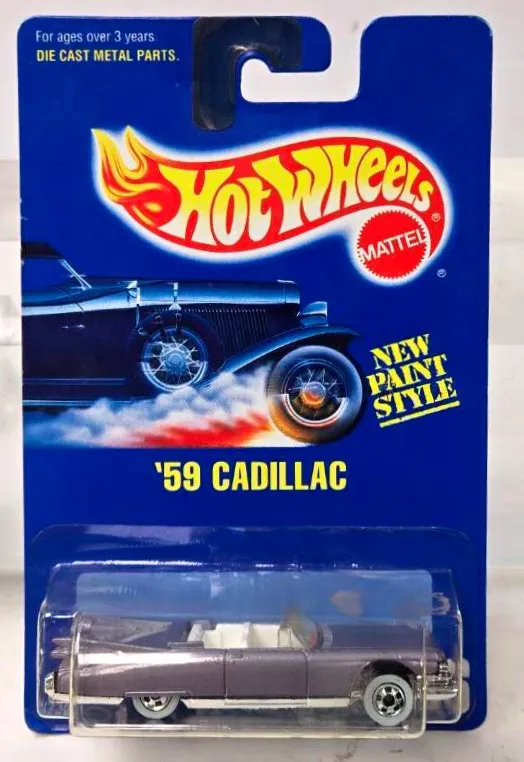 For ages over 3 years.
DIE CAST METAL PARTS.
HOT WHEELS®
MATTEL
®
NEW
PAINT
STYLE
'59 CADILLAC